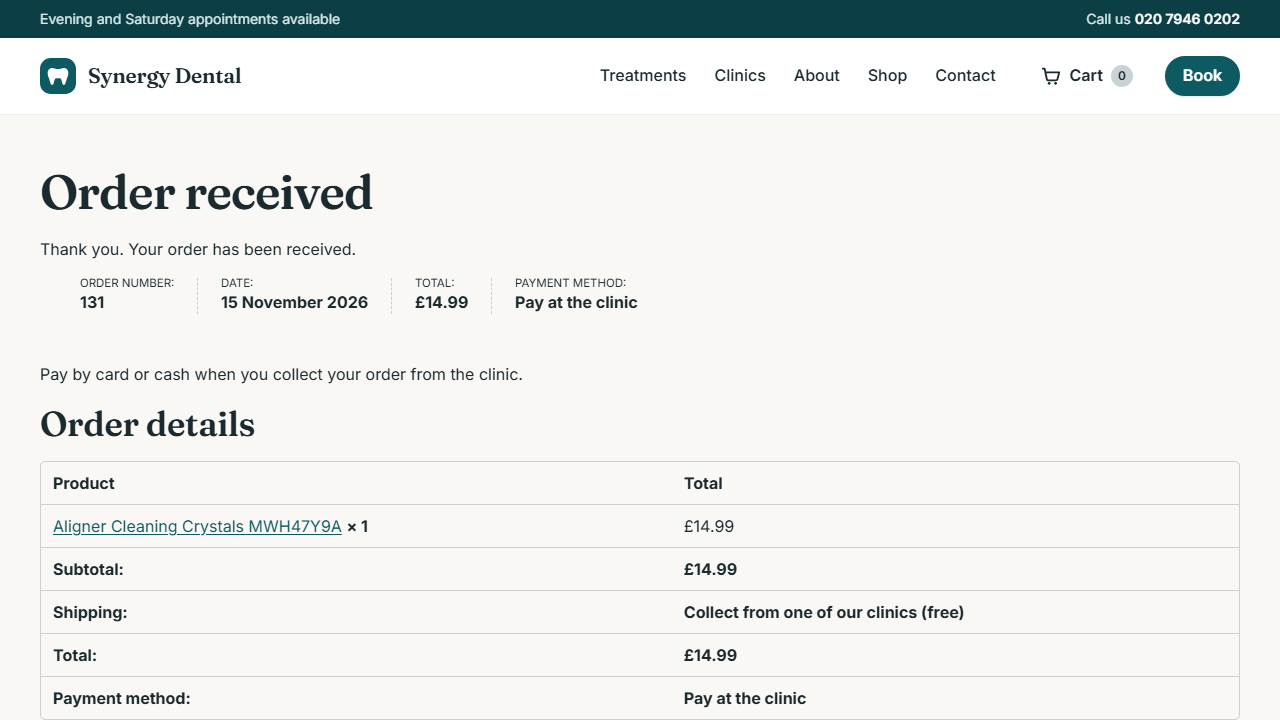 Evening and Saturday appointments available
Call us 020 7946 0202
Synergy Dental
Treatments Clinics About Shop Contact Cart 0 Book
Order received
Thank you. Your order has been received.
ORDER NUMBER: DATE: TOTAL: PAYMENT METHOD:
131 15 November 2026 £14.99 Pay at the clinic
Pay by card or cash when you collect your order from the clinic.
Order details
Product Total
Aligner Cleaning Crystals MWH47Y9A × 1 £14.99
Subtotal: £14.99
Shipping: Collect from one of our clinics (free)
Total: £14.99
Payment method: Pay at the clinic